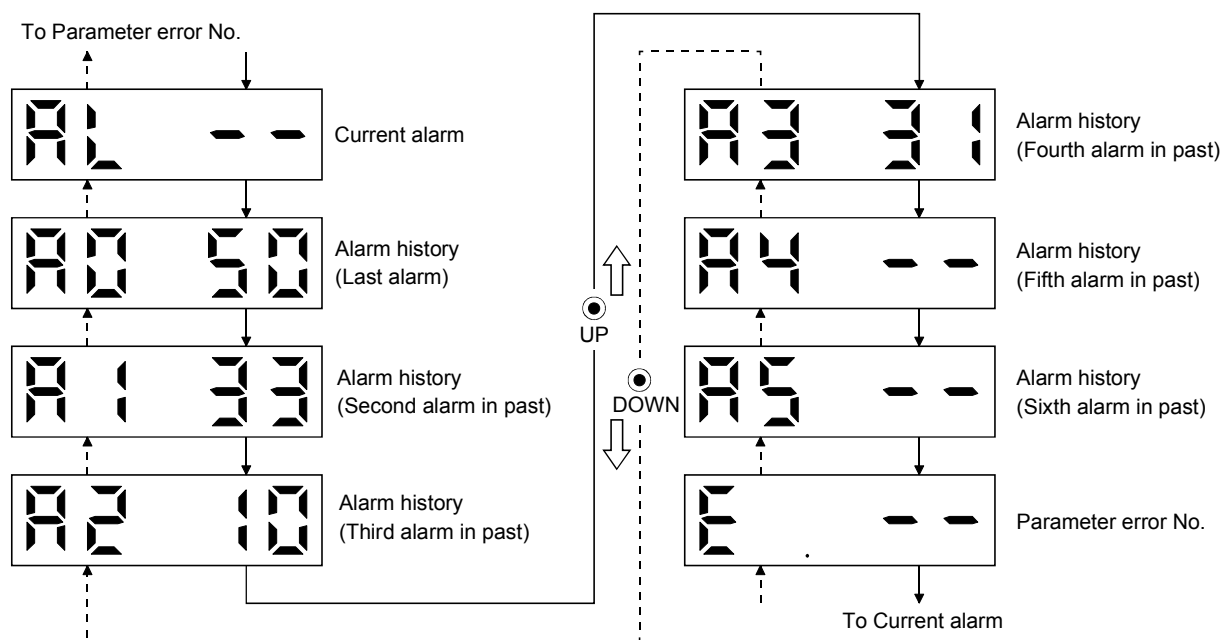 To Parameter error No.
AL --
Current alarm
A0 50
Alarm history
(Last alarm)
A1 33
Alarm history
(Second alarm in past)
A2 10
Alarm history
(Third alarm in past)
UP
DOWN
A3 31
Alarm history
(Fourth alarm in past)
A4 --
Alarm history
(Fifth alarm in past)
A5 --
Alarm history
(Sixth alarm in past)
E . --
Parameter error No.
To Current alarm